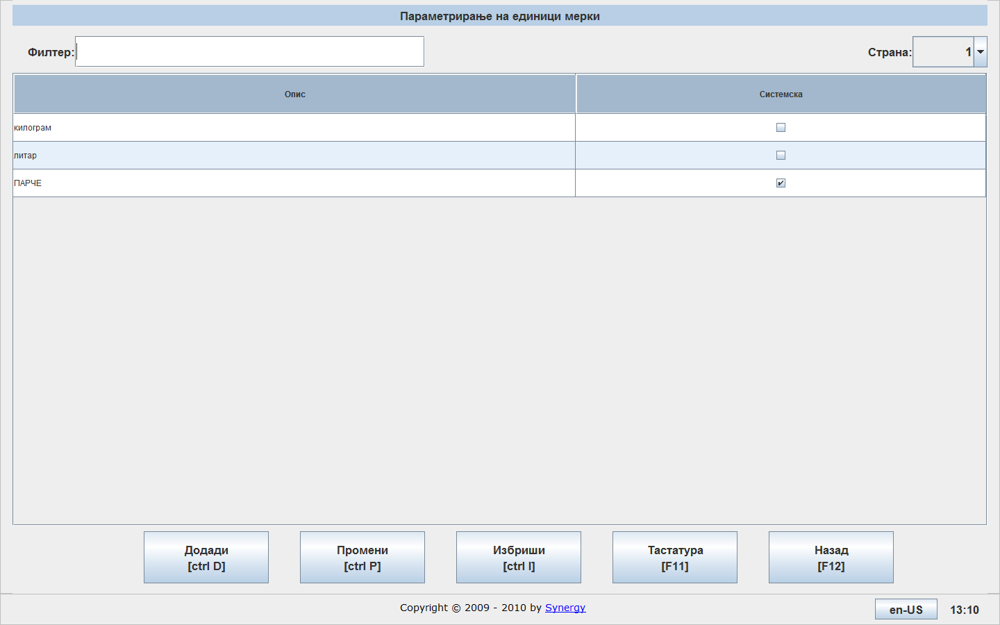 Параметрирање на единици мерки
Филтер:
Страна: 1
Опис Системска
килограм
литар
ПАРЧЕ
Додади
[ctrl D]
Промени
[ctrl P]
Избриши
[ctrl I]
Тастатура
[F11]
Назад
[F12]
Copyright © 2009 - 2010 by Synergy
en-US 13:10